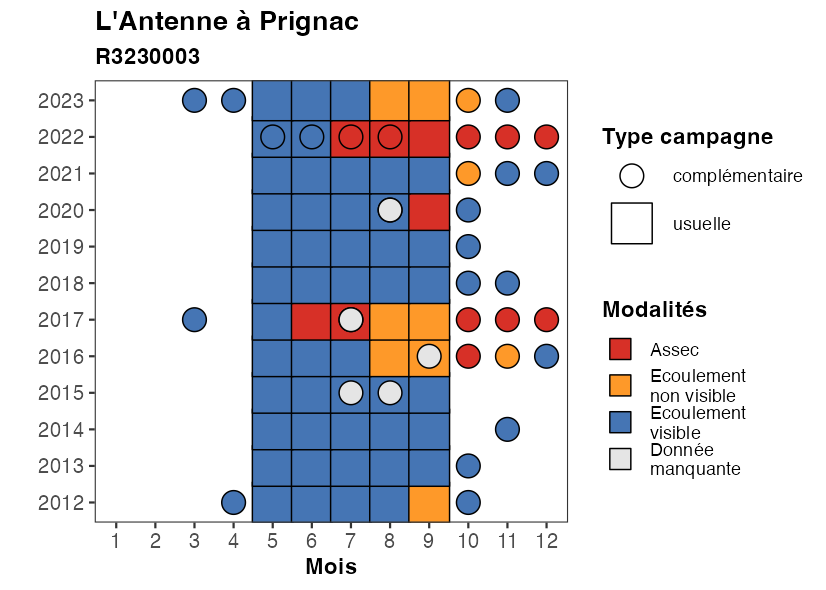 L'Antenne à Prignac
R3230003
2023
2022
2021
2020
2019
2018
2017
2016
2015
2014
2013
2012
1 2 3 4 5 6 7 8 9 10 11 12
Mois
Type campagne
complémentaire
usuelle
Modalités
Assec
Ecoulement
non visible
Ecoulement
visible
Donnée
manquante